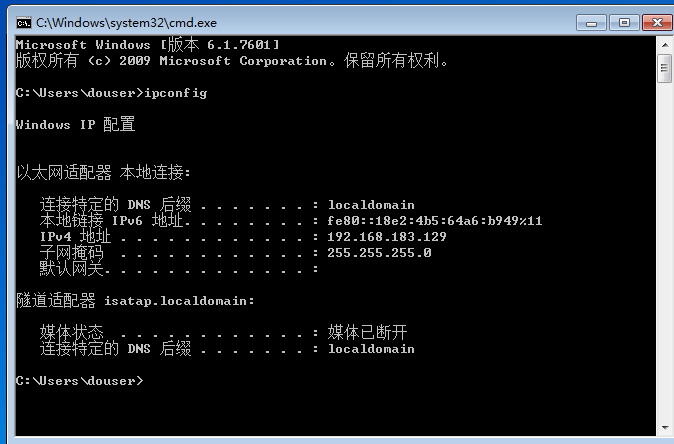 C:\Windows\system32\cmd.exe
Microsoft Windows [版本 6.1.7601]
版权所有 (c) 2009 Microsoft Corporation。保留所有权利。
C:\Users\douser>ipconfig
Windows IP 配置
以太网适配器 本地连接:
连接特定的 DNS 后缀 . . . . . . . : localdomain
本地链接 IPv6 地址. . . . . . . . : fe80::18e2:4b5:64a6:b949%11
IPv4 地址 . . . . . . . . . . . . : 192.168.183.129
子网掩码  . . . . . . . . . . . . : 255.255.255.0
默认网关. . . . . . . . . . . . . :
隧道适配器 isatap.localdomain:
媒体状态  . . . . . . . . . . . . : 媒体已断开
连接特定的 DNS 后缀 . . . . . . . : localdomain
C:\Users\douser>